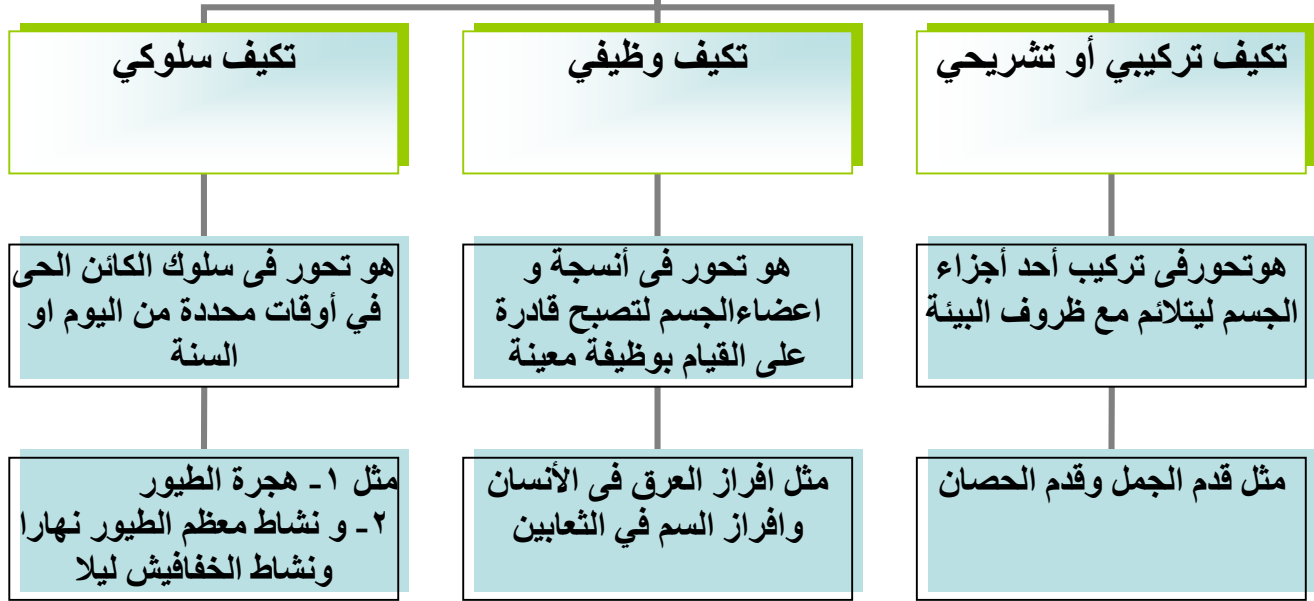 تكيف تركيبي أو تشريحي
هوتحورفى تركيب أحد أجزاء
الجسم ليتلائم مع ظروف البيئة
مثل قدم الجمل وقدم الحصان
تكيف وظيفي
هو تحور فى أنسجة و
اعضاءالجسم لتصبح قادرة
على القيام بوظيفة معينة
مثل افراز العرق فى الأنسان
وافراز السم في الثعابين
تكيف سلوكي
هو تحور فى سلوك الكائن الحى
في أوقات محددة من اليوم او
السنة
مثل ١- هجرة الطيور
٢- و نشاط معظم الطيور نهارا
ونشاط الخفافيش ليلا